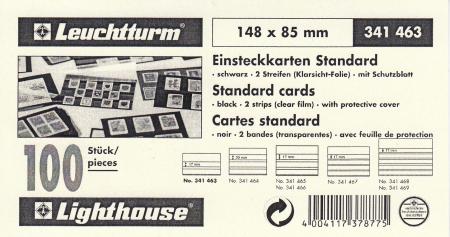 Leuchtturm®
148 x 85 mm
341 463
Einsteckkarten Standard
• schwarz • 2 Streifen (Klarsicht-Folie) • mit Schutzblatt
Standard cards
• black • 2 strips (clear film) • with protective cover
Cartes standard
• noir • 2 bandes (transparentes) • avec feuille de protection
100 Stück/
pieces
No. 341 463
No. 341 464
No. 341 465
No. 341 466
No. 341 467
No. 341 468
No. 341 469
Lighthouse®
4 004117 378775